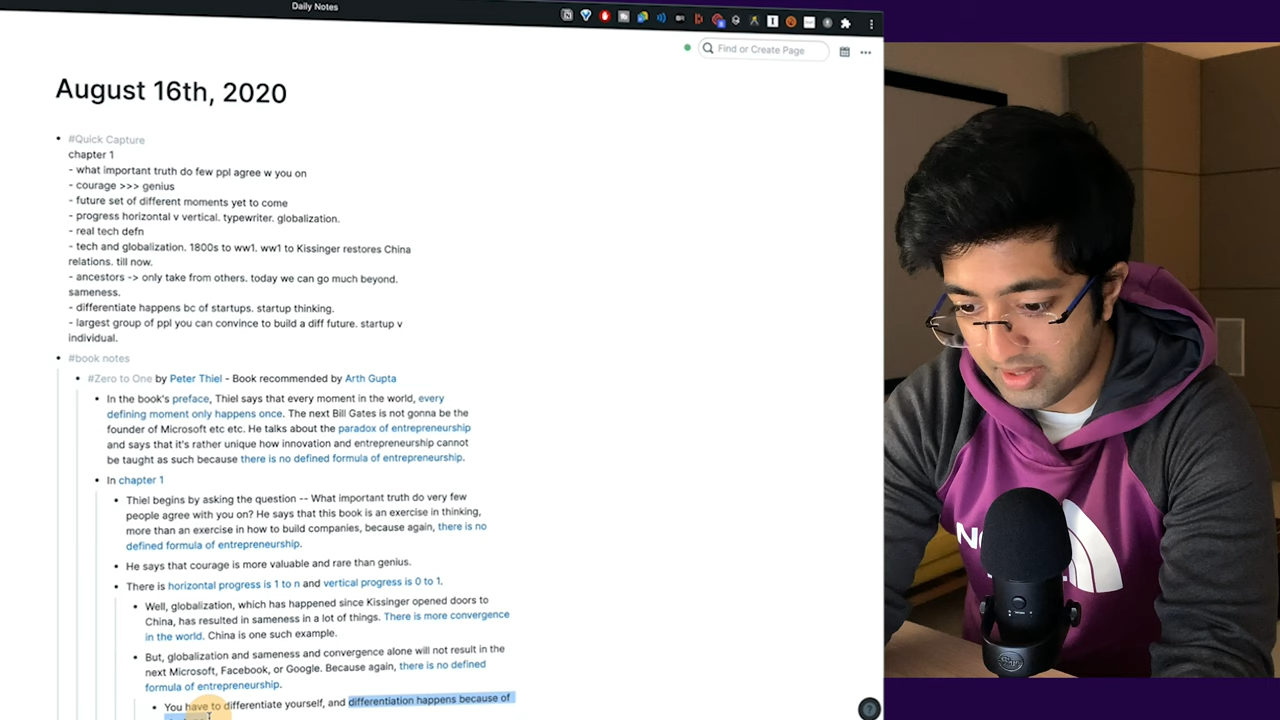 Daily Notes
Find or Create Page
August 16th, 2020
#Quick Capture
chapter 1
- what important truth do few ppl agree w you on
- courage >>> genius
- future set of different moments yet to come
- progress horizontal v vertical. typewriter. globalization.
- real tech defn
- tech and globalization. 1800s to ww1. ww1 to Kissinger restores China
relations. till now.
- ancestors -> only take from others. today we can go much beyond.
sameness.
- differentiate happens bc of startups. startup thinking.
- largest group of ppl you can convince to build a diff future. startup v
individual.
#book notes
#Zero to One by Peter Thiel - Book recommended by Arth Gupta
In the book's preface, Thiel says that every moment in the world, every
defining moment only happens once. The next Bill Gates is not gonna be the
founder of Microsoft etc etc. He talks about the paradox of entrepreneurship
and says that it's rather unique how innovation and entrepreneurship cannot
be taught as such because there is no defined formula of entrepreneurship.
In chapter 1
Thiel begins by asking the question -- What important truth do very few
people agree with you on? He says that this book is an exercise in thinking,
more than an exercise in how to build companies, because again, there is no
defined formula of entrepreneurship.
He says that courage is more valuable and rare than genius.
There is horizontal progress is 1 to n and vertical progress is 0 to 1.
Well, globalization, which has happened since Kissinger opened doors to
China, has resulted in sameness in a lot of things. There is more convergence
in the world. China is one such example.
But, globalization and sameness and convergence alone will not result in the
next Microsoft, Facebook, or Google. Because again, there is no defined
formula of entrepreneurship.
You have to differentiate yourself, and differentiation happens because of